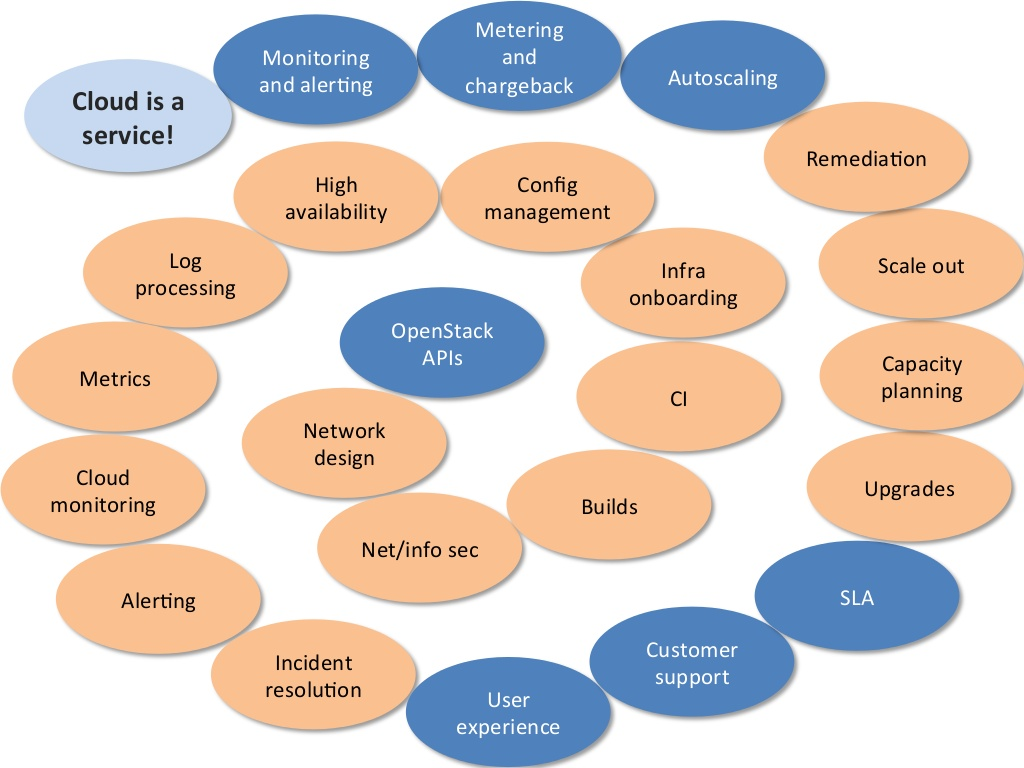 Cloud is a
service!
Monitoring
and alerting
Metering
and
chargeback
Autoscaling
Remediation
Scale out
Capacity
planning
Upgrades
SLA
Customer
support
User
experience
Incident
resolution
Alerting
Cloud
monitoring
Metrics
Log
processing
High
availability
Config
management
Infra
onboarding
CI
Builds
Net/info sec
Network
design
OpenStack
APIs